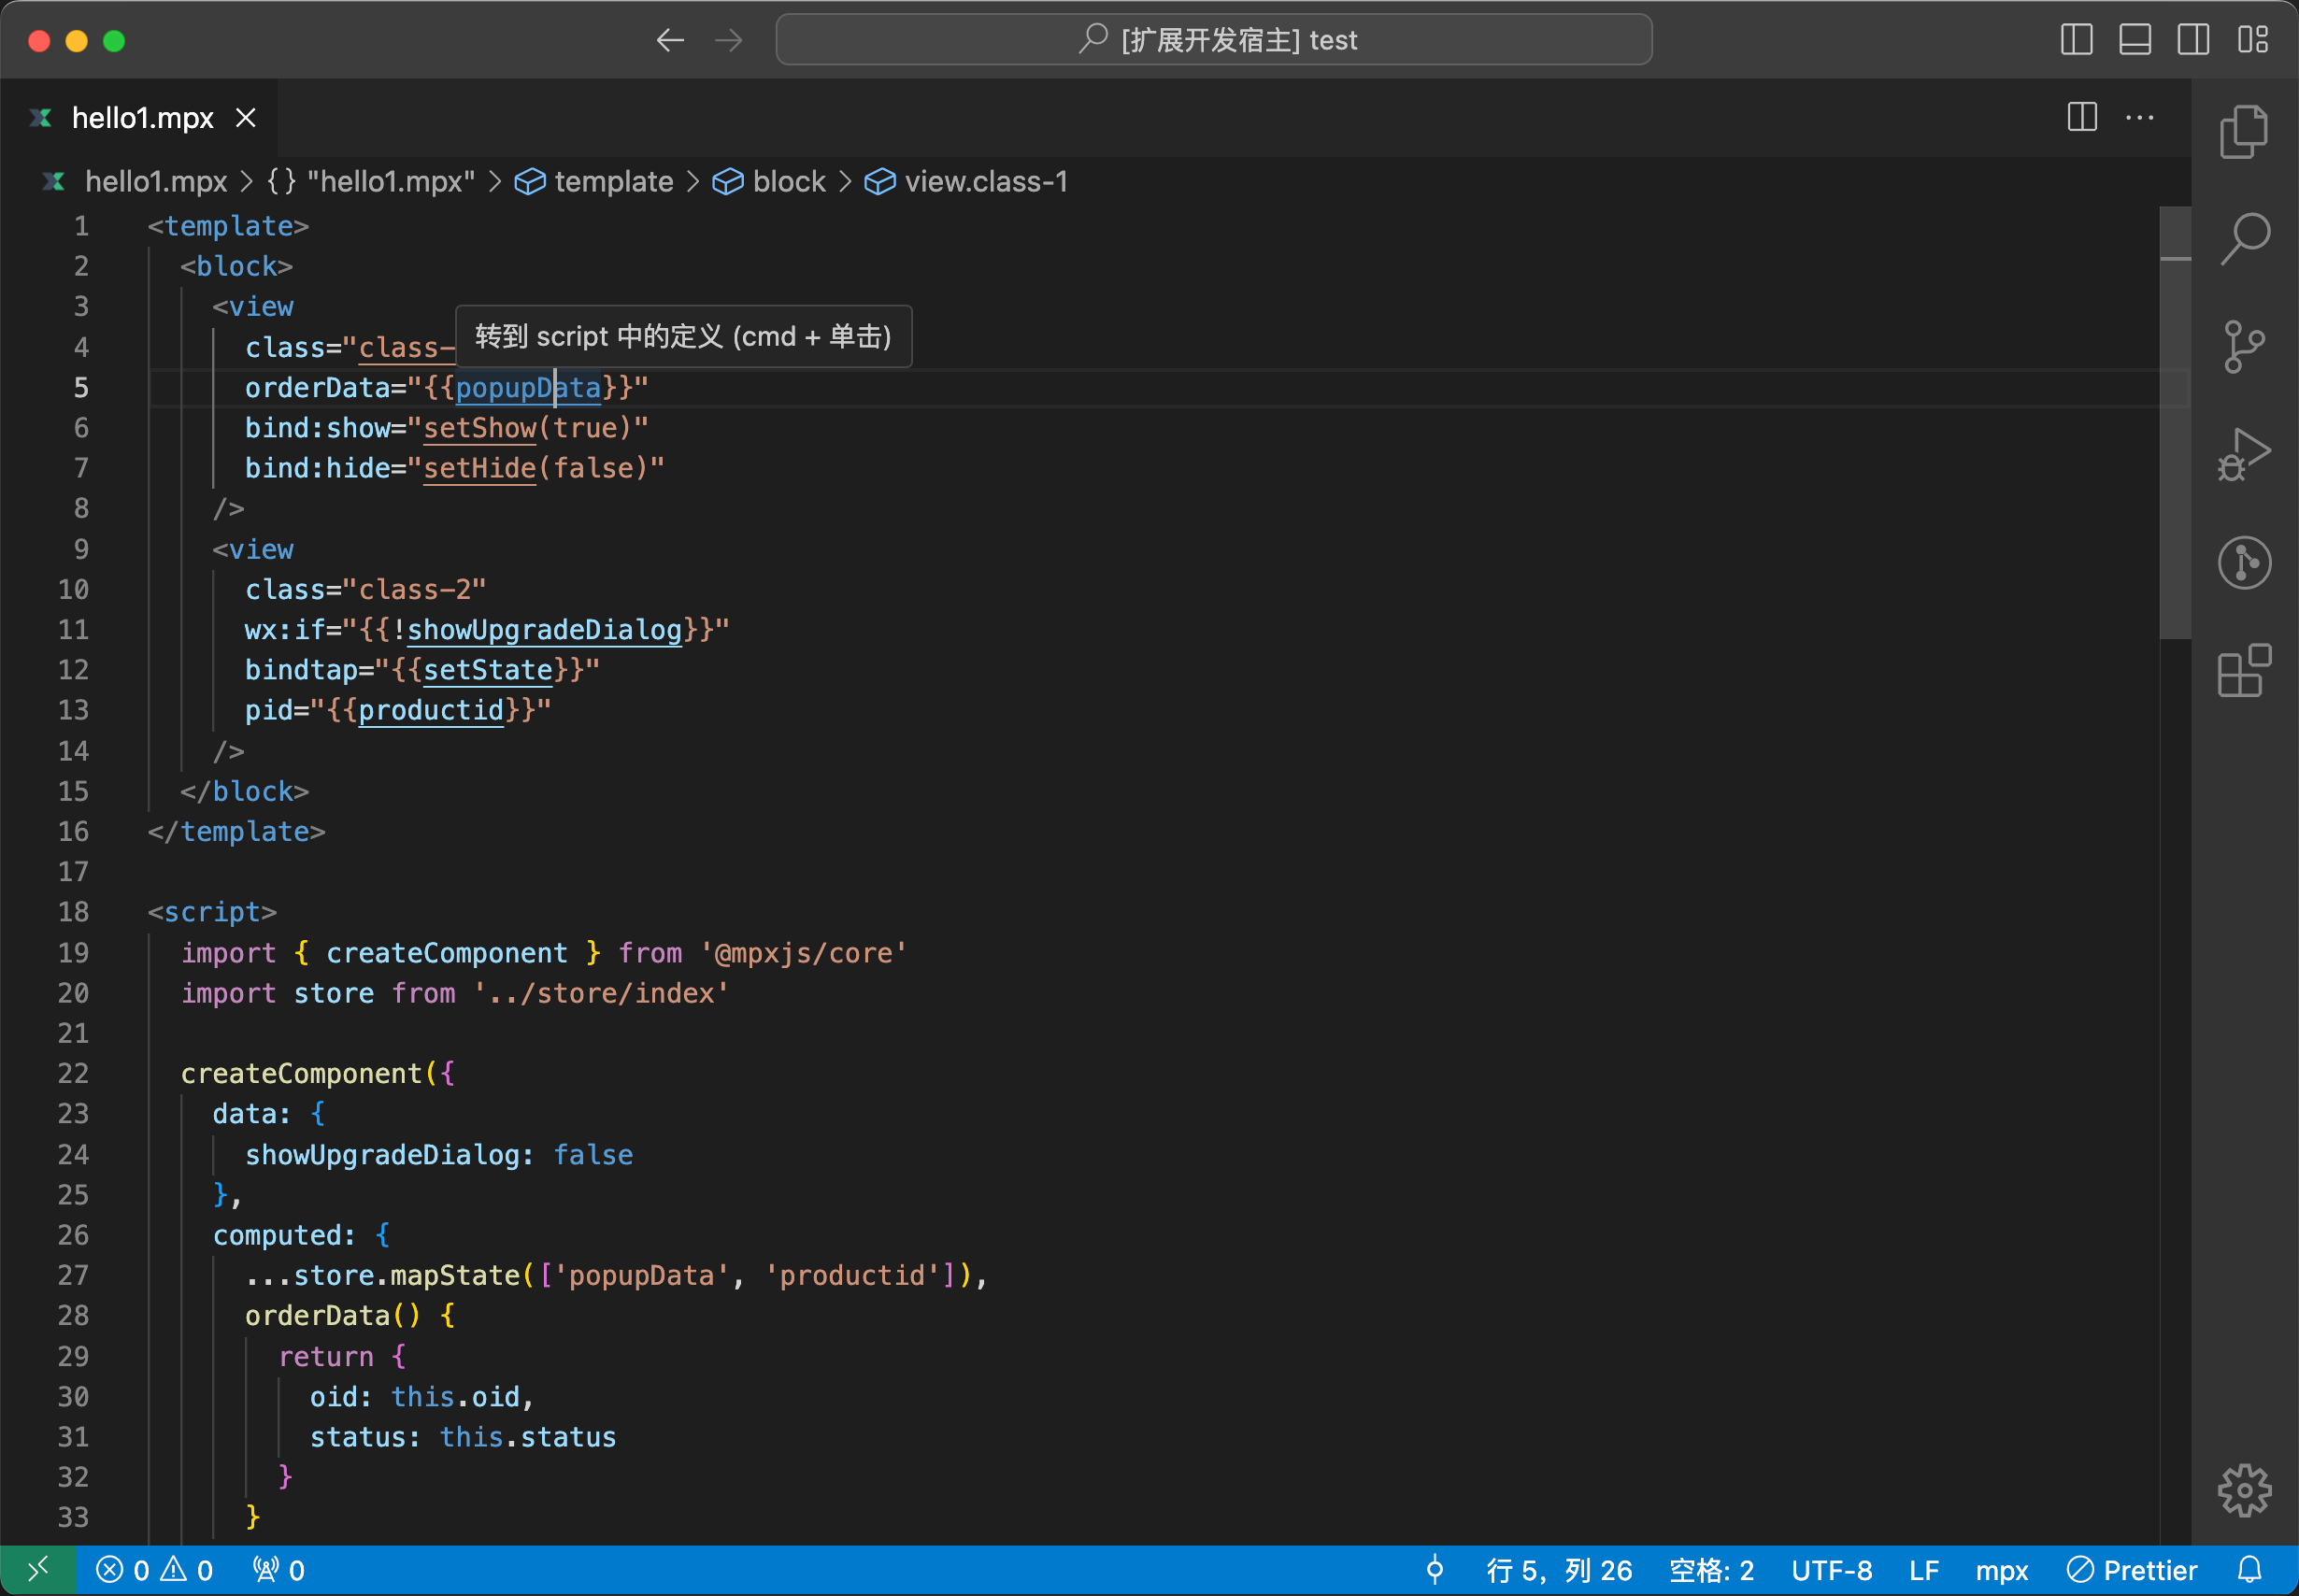 [扩展开发宿主] test
hello1.mpx
hello1.mpx > {} "hello1.mpx" > template > block > view.class-1
1 <template>
2 <block>
3 <view
转到 script 中的定义 (cmd + 单击)
4 class="class-
5 orderData="{{popupData}}"
6 bind:show="setShow(true)"
7 bind:hide="setHide(false)"
8 />
9 <view
10 class="class-2"
11 wx:if="{{!showUpgradeDialog}}"
12 bindtap="{{setState}}"
13 pid="{{productid}}"
14 />
15 </block>
16 </template>
17
18 <script>
19 import { createComponent } from '@mpxjs/core'
20 import store from '../store/index'
21
22 createComponent({
23 data: {
24 showUpgradeDialog: false
25 },
26 computed: {
27 ...store.mapState(['popupData', 'productid']),
28 orderData() {
29 return {
30 oid: this.oid,
31 status: this.status
32 }
33 }
0 0 0 行 5，列 26 空格: 2 UTF-8 LF mpx Prettier